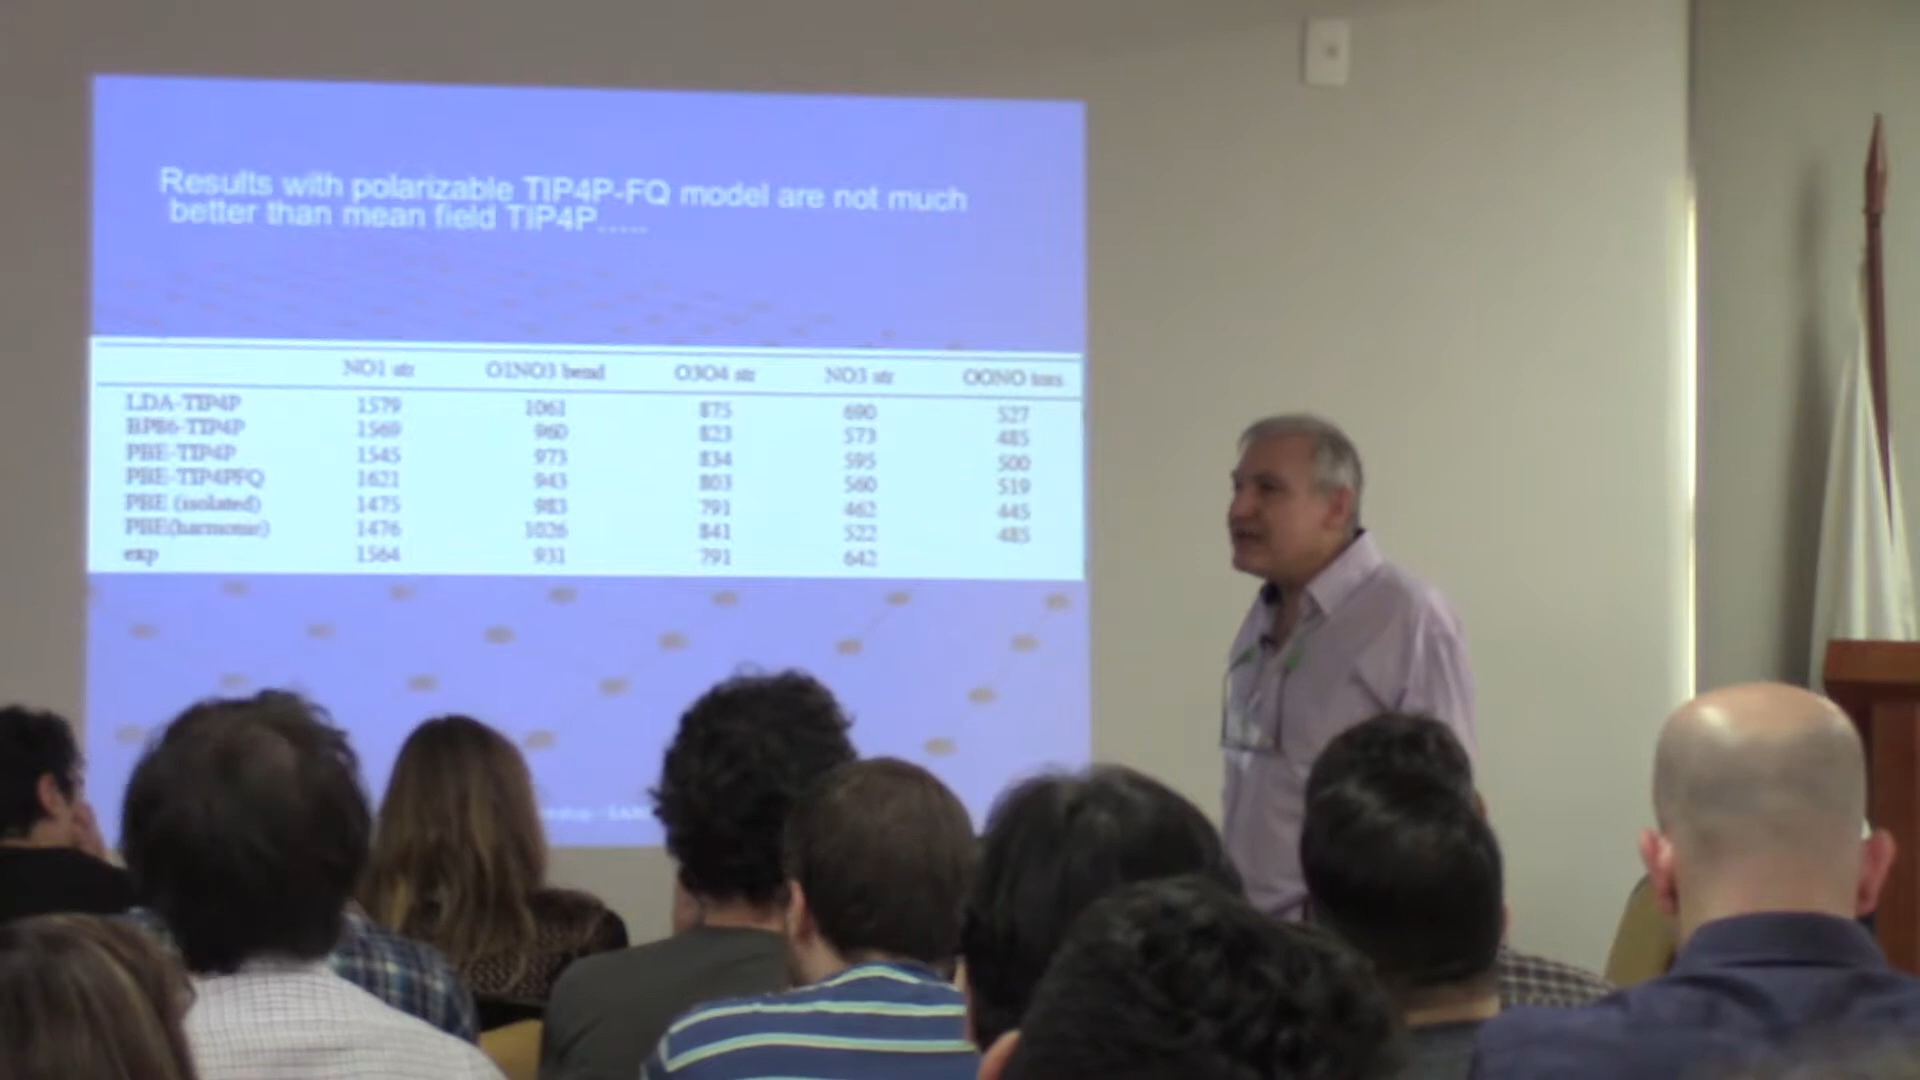 Results with polarizable TIP4P-FQ model are not much
better than mean field TIP4P.....
NO1 str O1NO3 bend O3O4 str NO3 str OONO tors
LDA-TIP4P 1579 1061 875 690 527
BP86-TIP4P 1569 960 823 573 485
PBE-TIP4P 1545 973 834 595 500
PBE-TIP4PFQ 1621 943 803 560 519
PBE (isolated) 1475 983 791 462 445
PBE(harmonic) 1476 1026 841 522 485
exp 1564 931 791 642